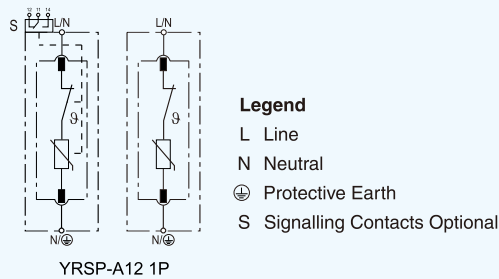 12 11 14
S L/N L/N
ϑ ϑ
N/⏚ N/⏚
YRSP-A12 1P
Legend
L Line
N Neutral
⏚ Protective Earth
S Signalling Contacts Optional